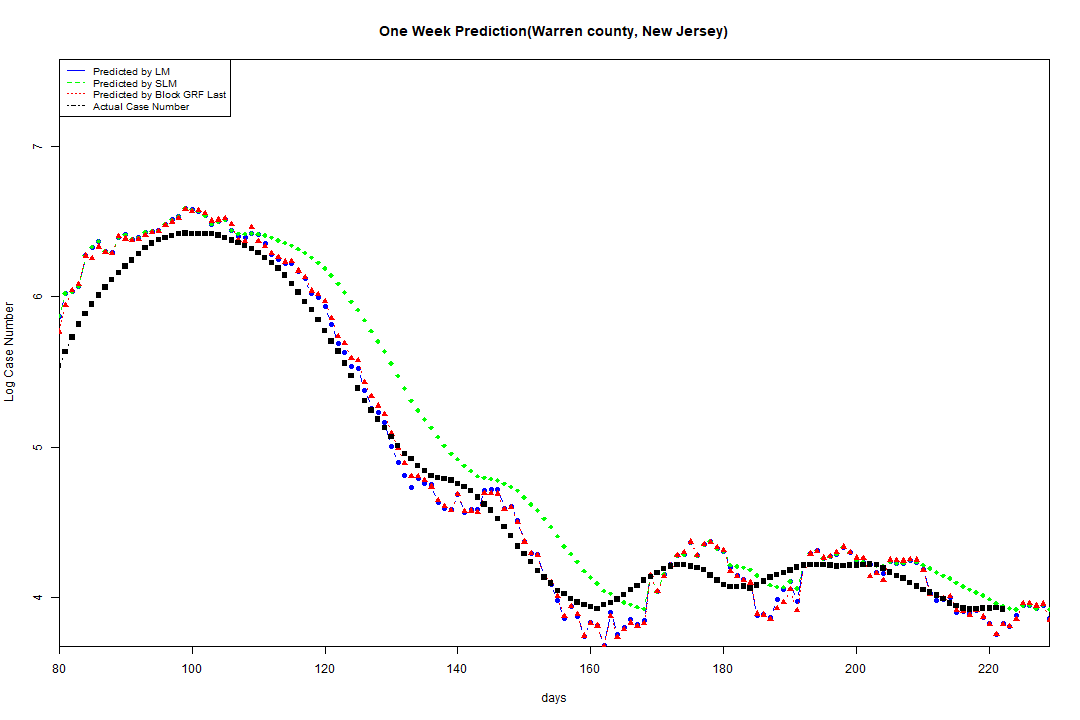 One Week Prediction(Warren county, New Jersey)
Predicted by LM
Predicted by SLM
Predicted by Block GRF Last
Actual Case Number
7
6
5
4
Log Case Number
80 100 120 140 160 180 200 220
days